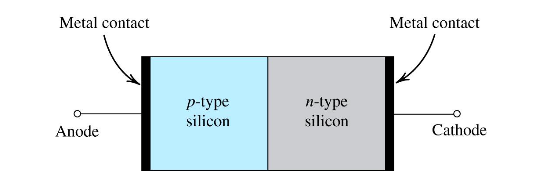 Metal contact
Metal contact
p-type
silicon
n-type
silicon
Anode
Cathode